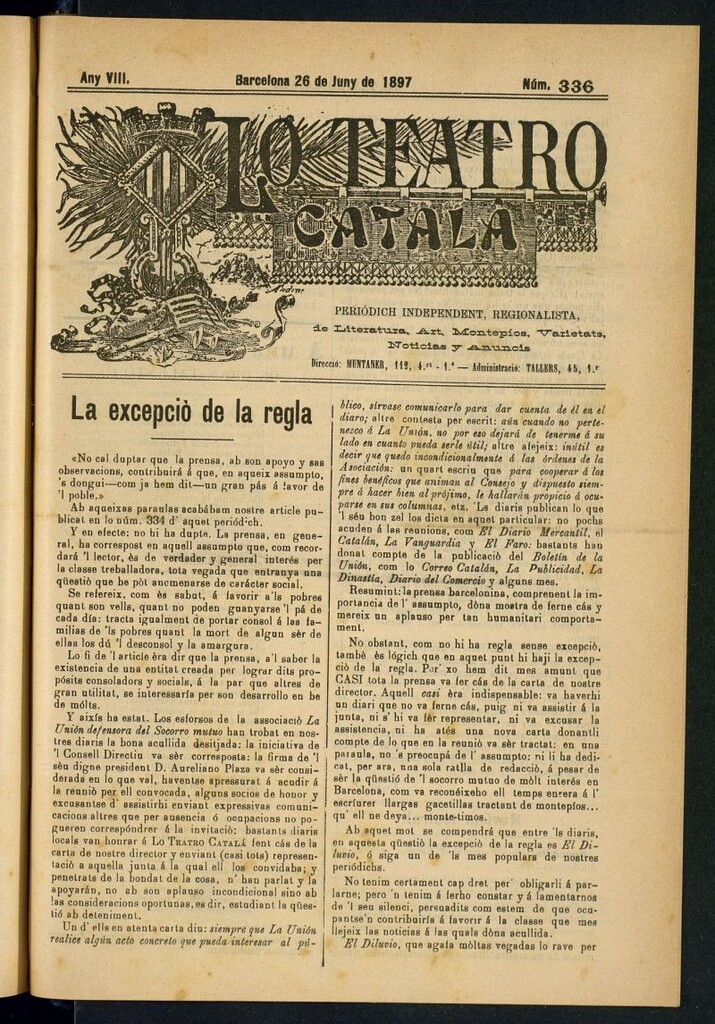 Any VIII.
Barcelona 26 de Juny de 1897
Núm. 336
LO TEATRO
CATALÀ
PERIÓDICH INDEPENDENT, REGIONALISTA,
de Literatura, Art, Montepios, Varietats,
Noticias y Anuncis
Direcció: MUNTANER, 112, 4.rt - 1.ª — Administració: TALLERS, 45, 1.r
La excepciò de la regla
«No cal duptar que la prensa, ab son apoyo y sas
observacions, contribuirá á que, en aqueix assumpto,
's dongui—com ja hem dit—un gran pás á favor de
'l poble.»
Ab aqueixas paraulas acabábam nostre article pu-
blicat en lo núm. 334 d' aquet periódich.
Y en efecte: no hi ha dupte. La prensa, en gene-
ral, ha correspost en aquell assumpto que, com recor-
dará 'l lector, és de verdader y general interés per
la classe treballadora, tota vegada que entranya una
qüestió que be pòt anomenarse de carácter social.
Se refereix, com és sabut, á favorir a'ls pobres
quant son vells, quant no poden guanyarse 'l pá de
cada día: tracta igualment de portar consol á las fa-
milias de 'ls pobres quant la mort de algun sèr de
ellas los dú 'l desconsol y la amargura.
Lo fi de 'l article èra dir que la prensa, a'l saber la
existencia de una entitat creada per lograr dits pro-
pósits consoladors y socials, á la par que altres de
gran utilitat, se interessaría per son desarrollo en be
de mólts.
Y aixís ha estat. Los esforsos de la associació La
Unión defensora del Socorro mutuo han trobat en nos-
tres diaris la bona acullida desitjada: la iniciativa de
'l Consell Directiu va sèr corresposta: la firma de 'l
sèu digne president D. Aureliano Plaza va sèr consi-
derada en lo que val, haventse apressurat á acudir á
la reunió per ell convocada, alguns socios de honor y
excusantse d' assistirhi enviant expressivas comuni-
cacions altres que per ausencia ó ocupacions no po-
gueren correspóndrer á la invitació: bastants diaris
locals van honrar á LO TEATRO CATALÁ fent cás de la
carta de nostre director y enviant (casi tots) represen-
tació a aquella junta á la qual ell los convidaba; y
penetrats de la bondat de la cosa, n' han parlat y la
apoyarán, no ab son aplauso incondicional sino ab
las consideracions oportunas, es dir, estudiant la qües-
tió ab deteniment.
Un d' ells en atenta carta diu: siempre que La Unión
realice algún acto concreto que pueda interesar al pú-
blico, sírvase comunicarlo para dar cuenta de él en el
diaro; altre contesta per escrit: aún cuando no perte-
nezco á La Unión, no por eso dejará de tenerme á su
lado en cuanto pueda serle útil; altre afejeix: inútil es
decir que quedo incondicionalmente á las órdenes de la
Asociación: un quart escriu que para cooperar á los
fines benéficos que animan al Consejo y dispuesto siem-
pre á hacer bien al prójimo, le hallarán propicio á ocu-
parse en sus columnas, etz. 'Ls diaris publican lo que
'l sèu bon zel los dicta en aquet particular: no pochs
acuden á las reunions, com El Diario Mercantil, el
Catalán, La Vanguardia y El Faro: bastants han
donat compte de la publicació del Boletín de la
Unión, com lo Correo Catalán, La Publicidad, La
Dinastía, Diario del Comercio y alguns mes.
Resumint: la prensa barcelonina, comprenent la im-
portancia de l' assumpto, dòna mostra de ferne cás y
mereix un aplauso per tan humanitari comporta-
ment.
No obstant, com no hi ha regla sense excepció,
també és lógich que en aquet punt hi haji la excep-
ció de la regla. Per' xo hem dit mes amunt que
CASI tota la prensa va fer cás de la carta de nostre
director. Aquell casi èra indispensable: va haverhi
un diari que no va ferne cás, puig ni va assistir á la
junta, ni s' hi va fer representar, ni va excusar la
assistencia, ni ha atés una nova carta donantli
compte de lo que en la reunió va sèr tractat: en una
paraula, no 's preocupá de l' assumpto: ni li ha dedi-
cat, per ara, una sola ratlla de redacció, á pesar de
sèr la qüestió de 'l socorro mutuo de mòlt interés en
Barcelona, com va reconéixeho ell temps enrera á l'
escriurer llargas gacetillas tractant de montepíos...
qu' ell ne deya... monte-timos.
Ab aquet mot se compendrá que entre 'ls diaris,
en aquesta qüestió la excepció de la regla es El Di-
luvio, ó siga un de 'ls mes populars de nostres
periódichs.
No tenim certament cap dret per' obligarli á par-
larne; pero 'n tenim á ferho constar y á lamentarnos
de 'l seu silenci, persuadits com estem de que ocu-
pantse'n contribuiría á favorir á la classe que mes
llejeix las noticias á las quals dòna acullida.
El Diluvio, que agafa móltas vegadas lo rave per